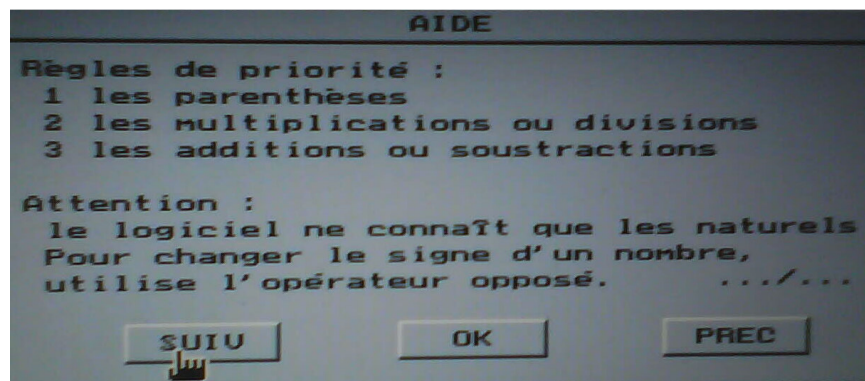 AIDE
Règles de priorité :
1 les parenthèses
2 les multiplications ou divisions
3 les additions ou soustractions
Attention :
le logiciel ne connaît que les naturels
Pour changer le signe d'un nombre,
utilise l'opérateur opposé. .../...
SUIV OK PREC